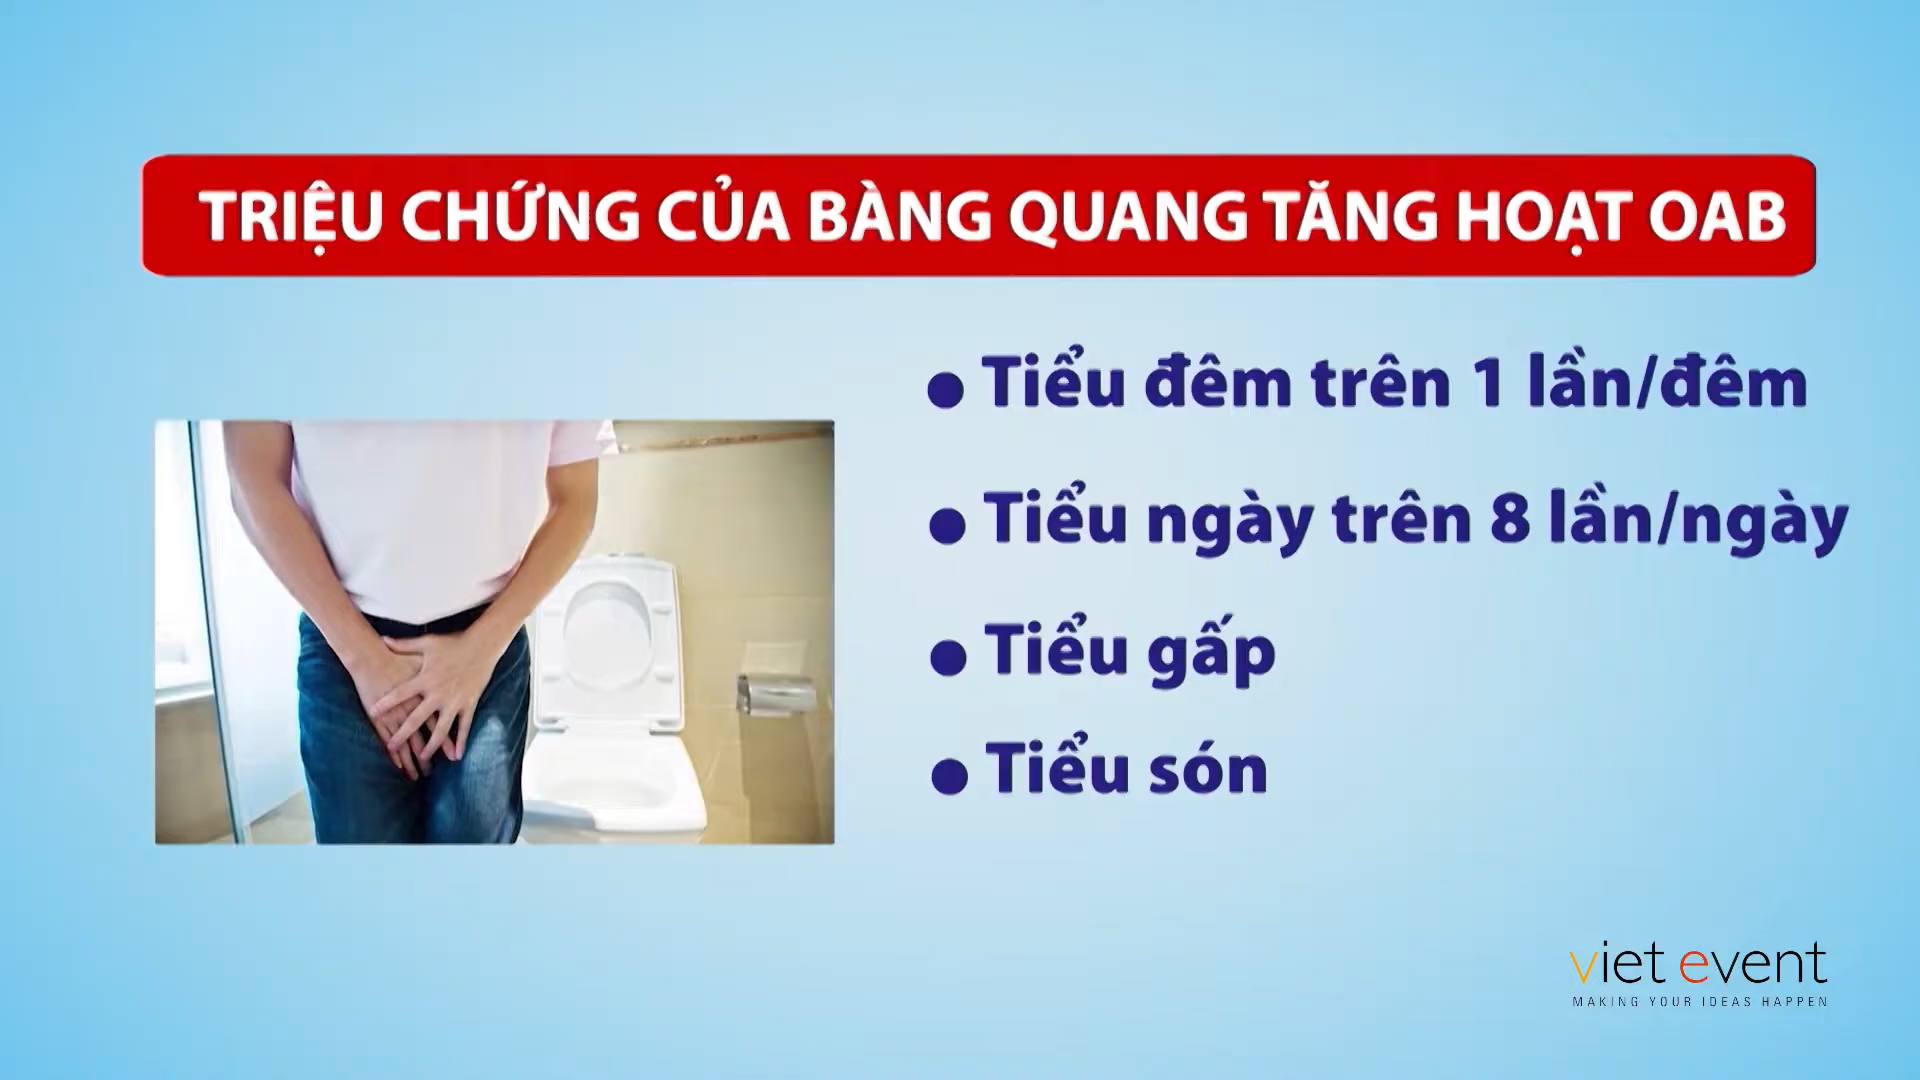 TRIỆU CHỨNG CỦA BÀNG QUANG TĂNG HOẠT OAB
● Tiểu đêm trên 1 lần/đêm
● Tiểu ngày trên 8 lần/ngày
● Tiểu gấp
● Tiểu són
viet event
MAKING YOUR IDEAS HAPPEN